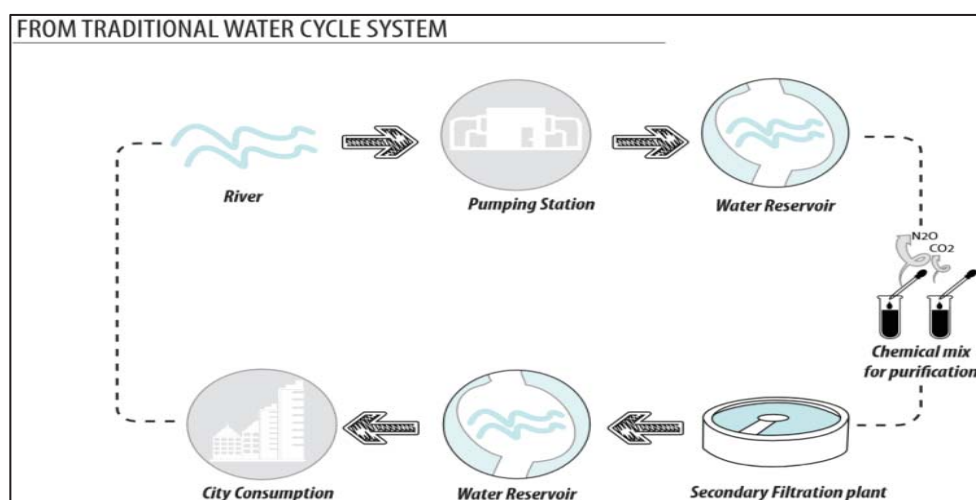 FROM TRADITIONAL WATER CYCLE SYSTEM
River
Pumping Station
Water Reservoir
N2O
CO2
Chemical mix
for purification
City Consumption
Water Reservoir
Secondary Filtration plant